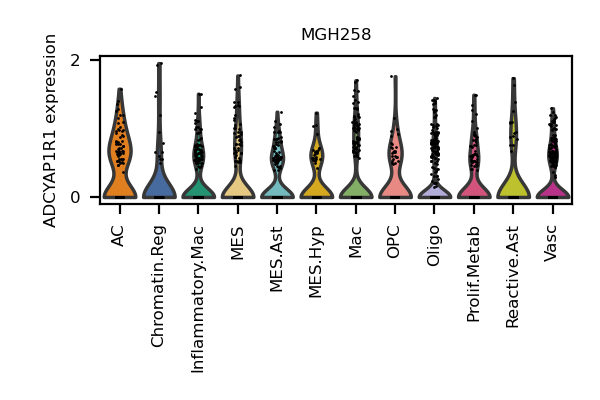 MGH258
ADCYAP1R1 expression
2
0
AC
Chromatin.Reg
Inflammatory.Mac
MES
MES.Ast
MES.Hyp
Mac
OPC
Oligo
Prolif.Metab
Reactive.Ast
Vasc